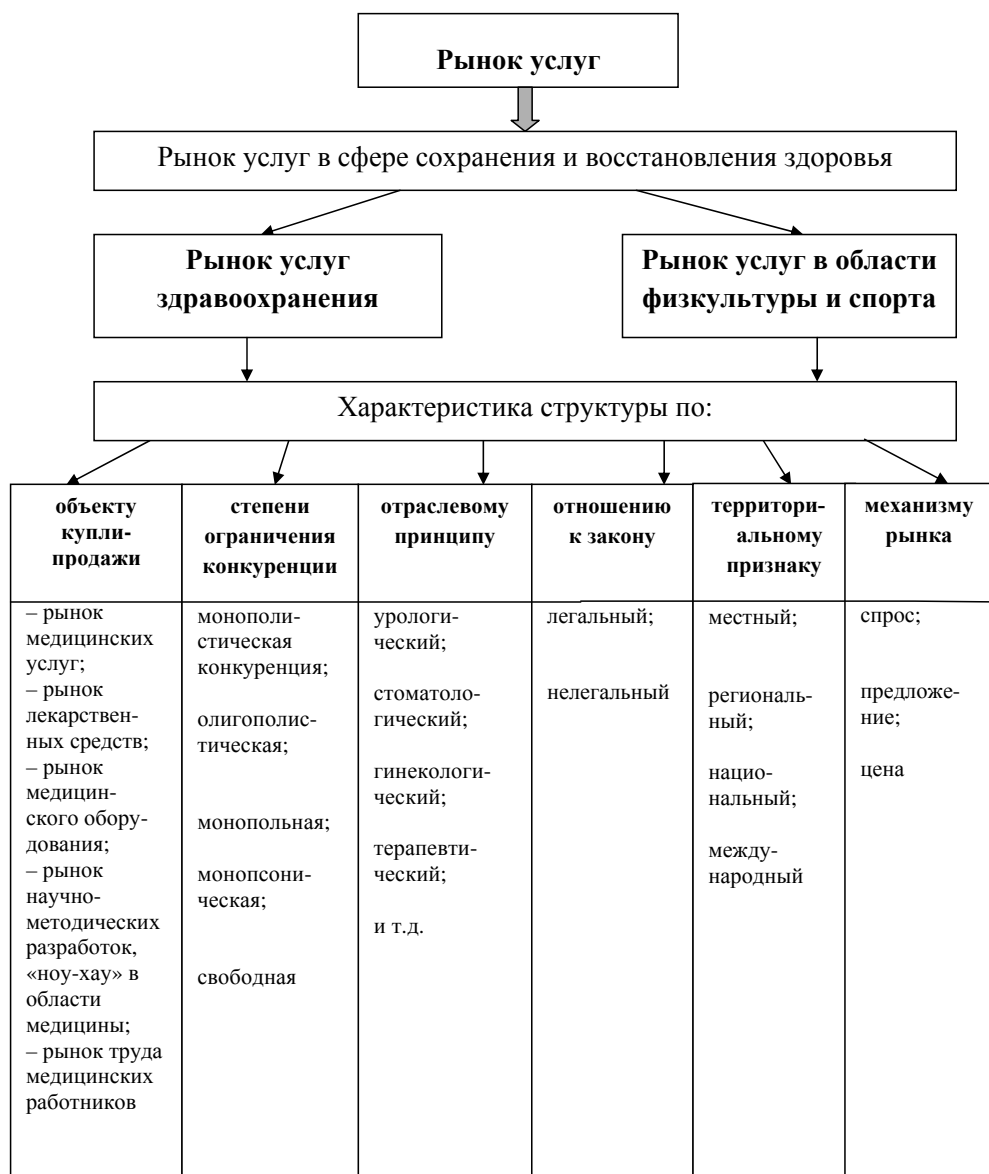 Рынок услуг
Рынок услуг в сфере сохранения и восстановления здоровья
Рынок услуг
здравоохранения
Рынок услуг в области
физкультуры и спорта
Характеристика структуры по:
объекту
купли-
продажи
степени
ограничения
конкуренции
отраслевому
принципу
отношению
к закону
территори-
ального
признаку
механизму
рынка
– рынок
медицинских
услуг;
– рынок
лекарствен-
ных средств;
– рынок
медицин-
ского обору-
дования;
– рынок
научно-
методических
разработок,
«ноу-хау» в
области
медицины;
– рынок труда
медицинских
работников
монополи-
стическая
конкуренция;
олигополис-
тическая;
монопольная;
монопсони-
ческая;
свободная
урологи-
ческий;
стоматоло-
гический;
гинекологи-
ческий;
терапевти-
ческий;
и т.д.
легальный;
нелегальный
местный;
региональ-
ный;
нацио-
нальный;
между-
народный
спрос;
предложе-
ние;
цена